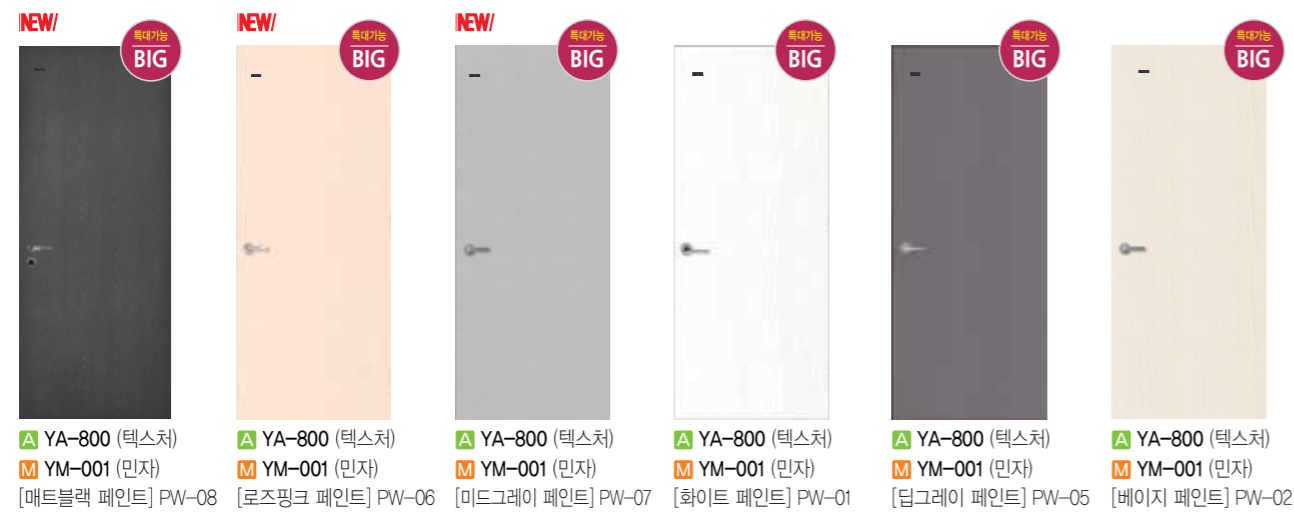 NEW/
특대가능
BIG
A YA-800 (텍스처)
M YM-001 (민자)
[매트블랙 페인트] PW-08
NEW/
특대가능
BIG
A YA-800 (텍스처)
M YM-001 (민자)
[로즈핑크 페인트] PW-06
NEW/
특대가능
BIG
A YA-800 (텍스처)
M YM-001 (민자)
[미드그레이 페인트] PW-07
특대가능
BIG
A YA-800 (텍스처)
M YM-001 (민자)
[화이트 페인트] PW-01
특대가능
BIG
A YA-800 (텍스처)
M YM-001 (민자)
[딥그레이 페인트] PW-05
특대가능
BIG
A YA-800 (텍스처)
M YM-001 (민자)
[베이지 페인트] PW-02